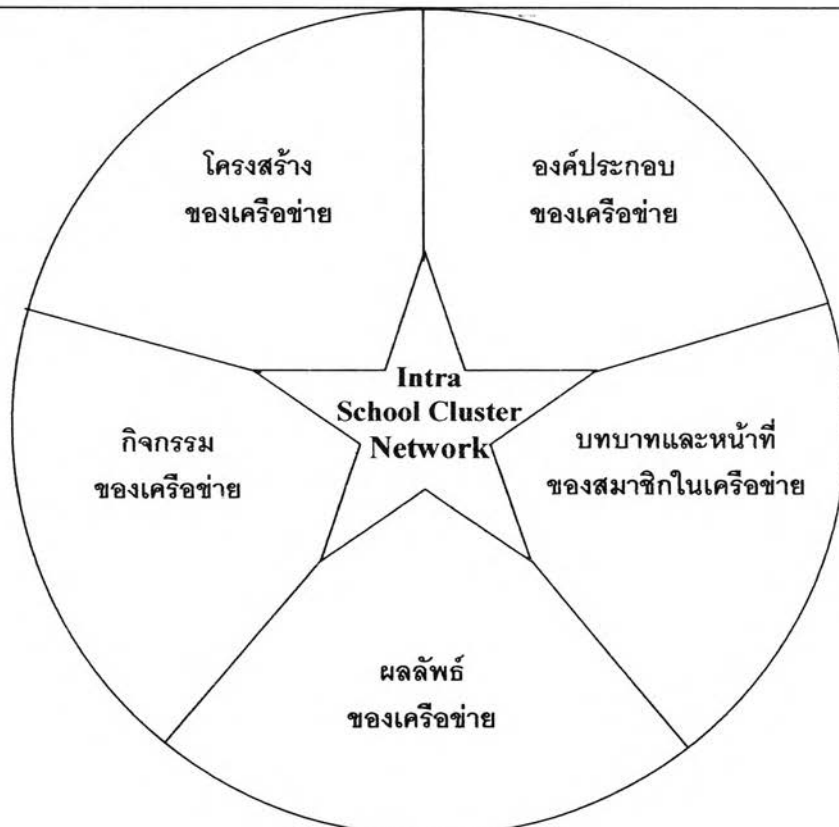 โครงสร้าง
ของเครือข่าย
องค์ประกอบ
ของเครือข่าย
Intra
School Cluster
Network
กิจกรรม
ของเครือข่าย
บทบาทและหน้าที่
ของสมาชิกในเครือข่าย
ผลลัพธ์
ของเครือข่าย